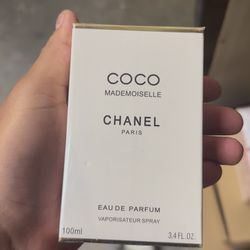 COCO
MADEMOISELLE
CHANEL
PARIS
EAU DE PARFUM
VAPORISATEUR SPRAY
100ml 3.4 FL. OZ.